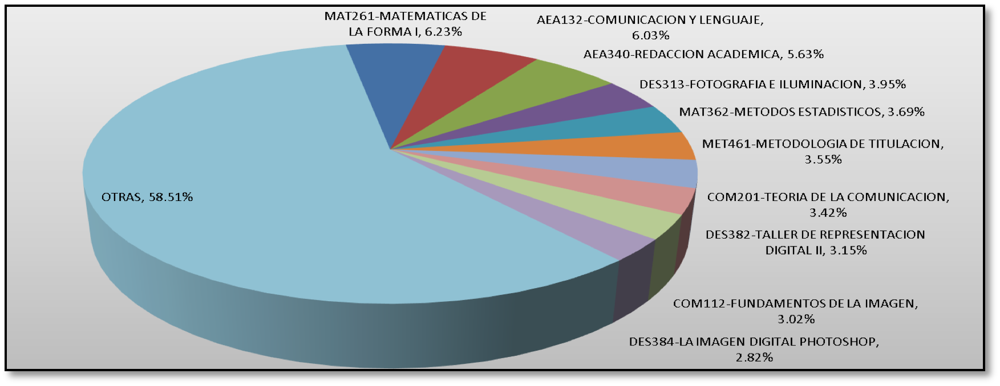 MAT261-MATEMATICAS DE
LA FORMA I, 6.23%
AEA132-COMUNICACION Y LENGUAJE,
6.03%
AEA340-REDACCION ACADEMICA, 5.63%
DES313-FOTOGRAFIA E ILUMINACION, 3.95%
MAT362-METODOS ESTADISTICOS, 3.69%
MET461-METODOLOGIA DE TITULACION,
3.55%
OTRAS, 58.51%
COM201-TEORIA DE LA COMUNICACION,
3.42%
DES382-TALLER DE REPRESENTACION
DIGITAL II, 3.15%
COM112-FUNDAMENTOS DE LA IMAGEN,
3.02%
DES384-LA IMAGEN DIGITAL PHOTOSHOP,
2.82%